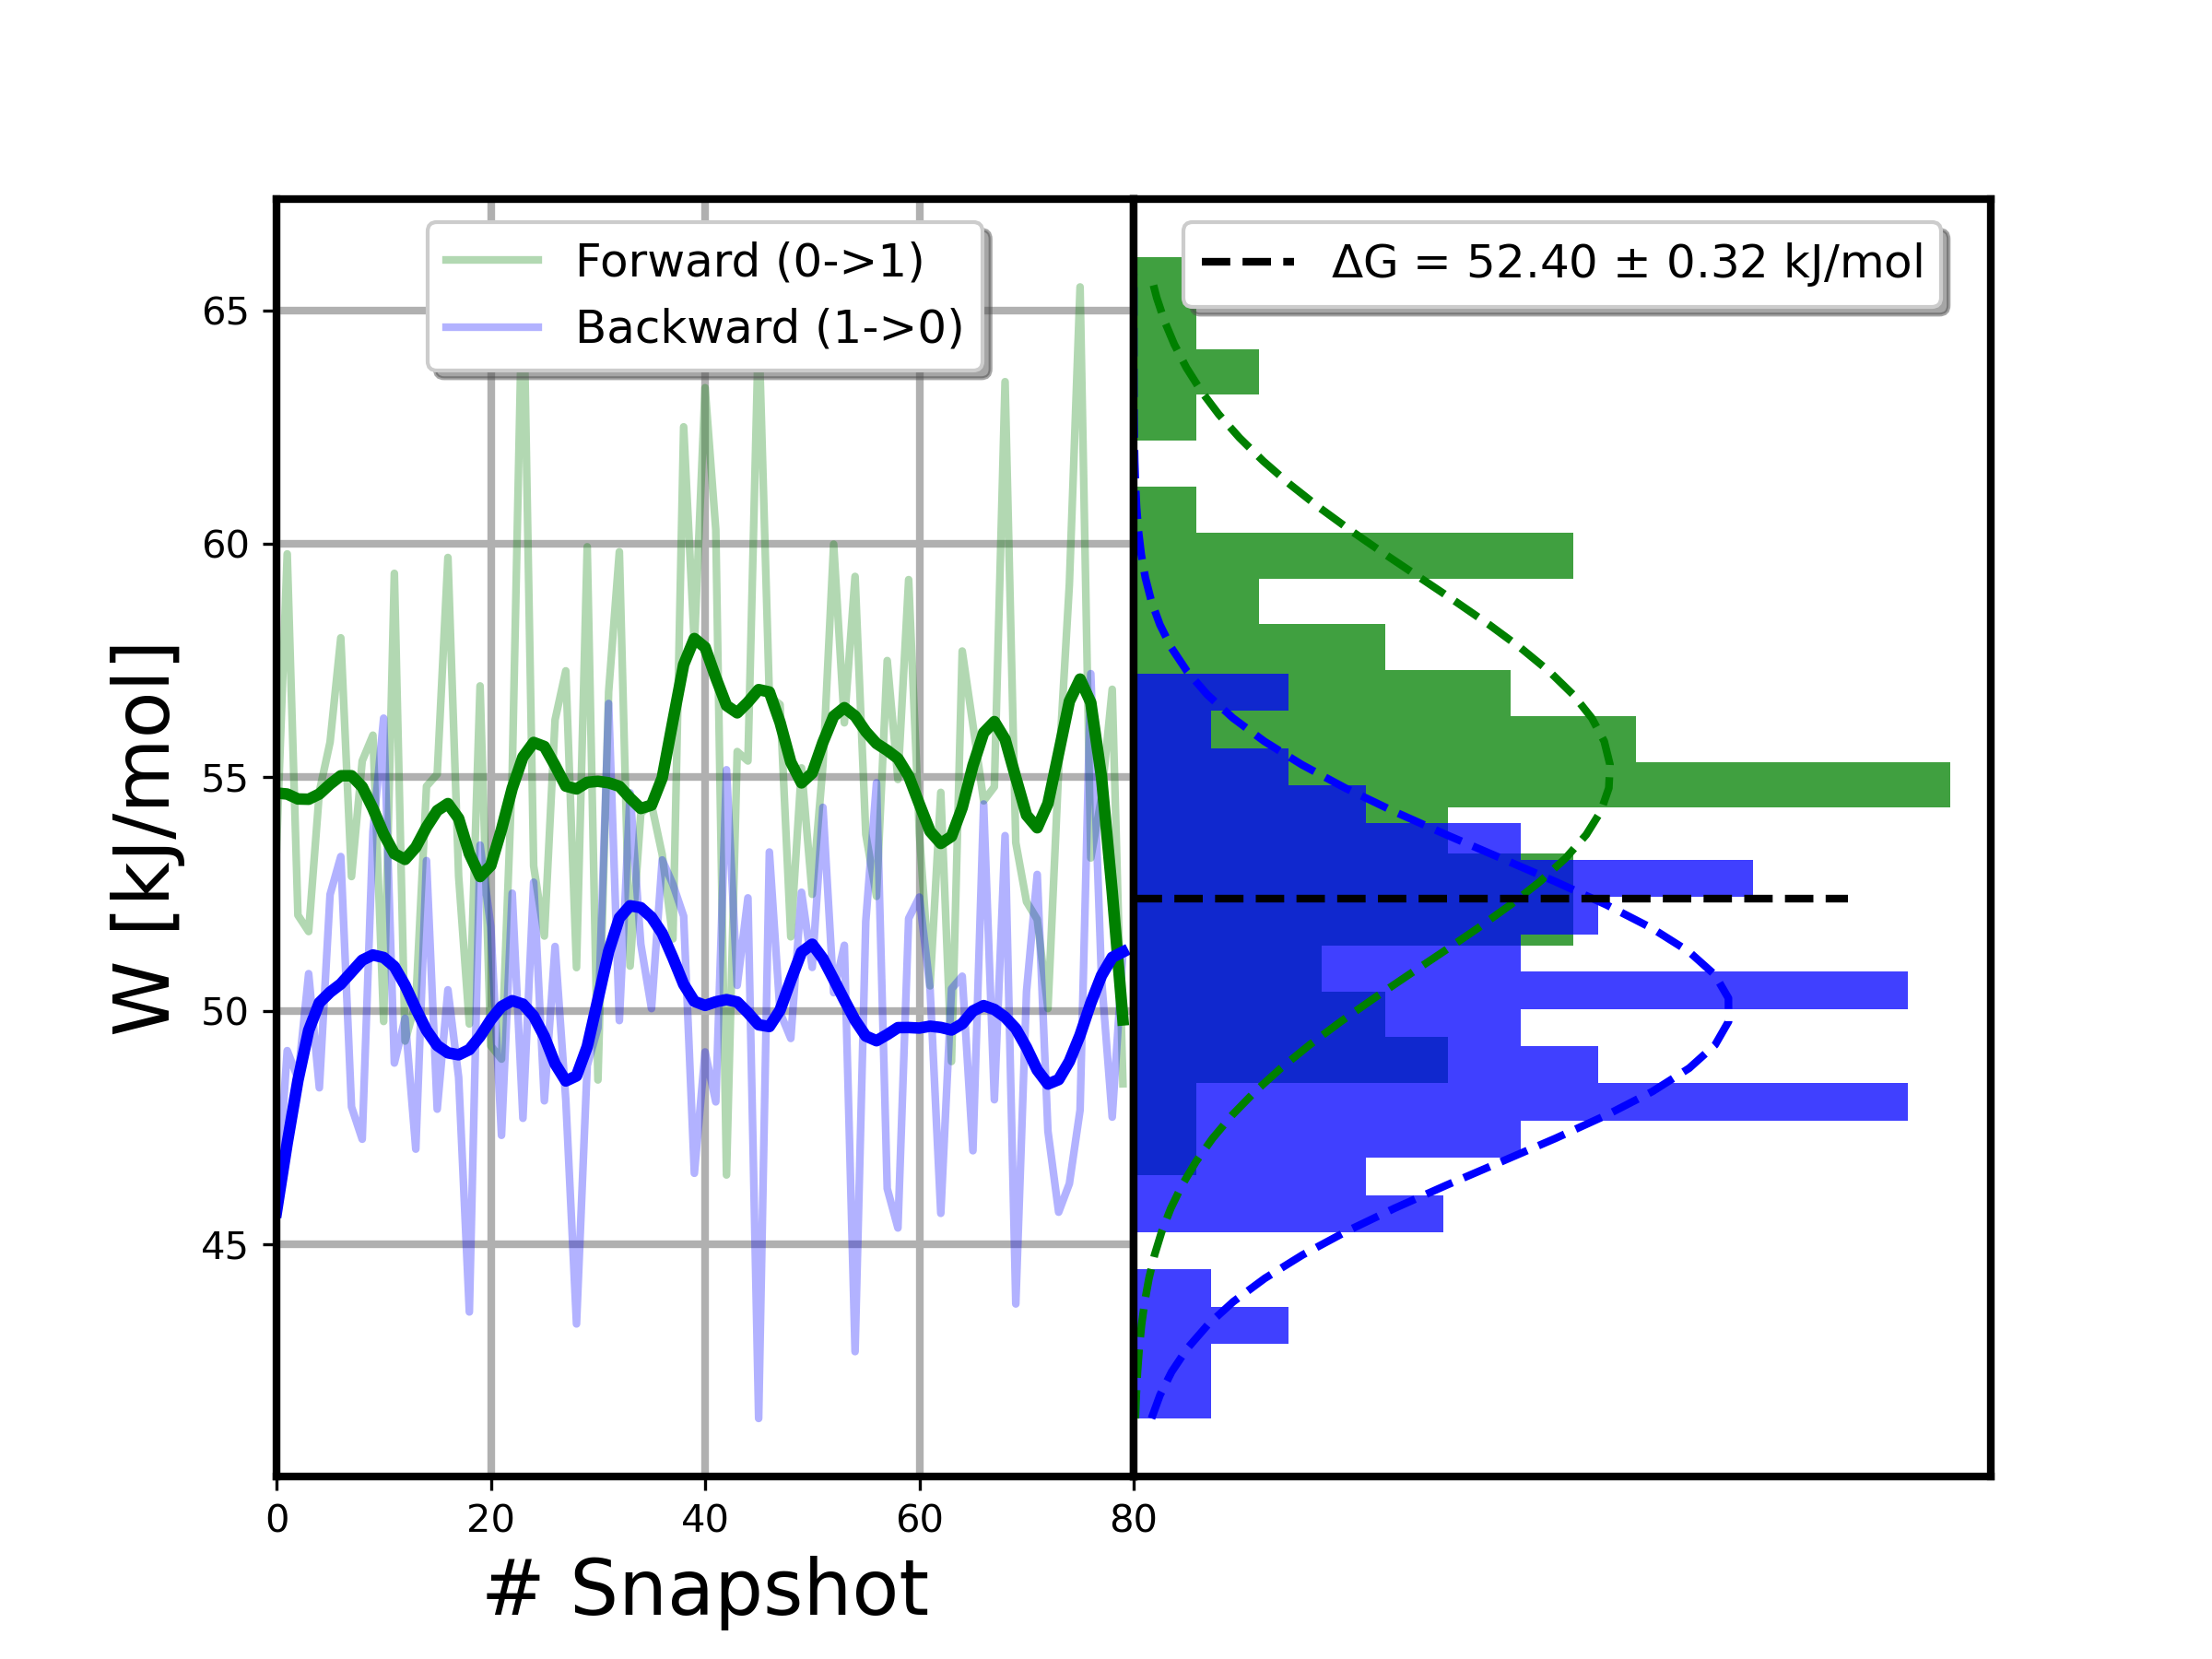 Forward (0->1)
Backward (1->0)
ΔG = 52.40 ± 0.32 kJ/mol
65
60
55
50
45
W [kJ/mol]
0 20 40 60 80
# Snapshot